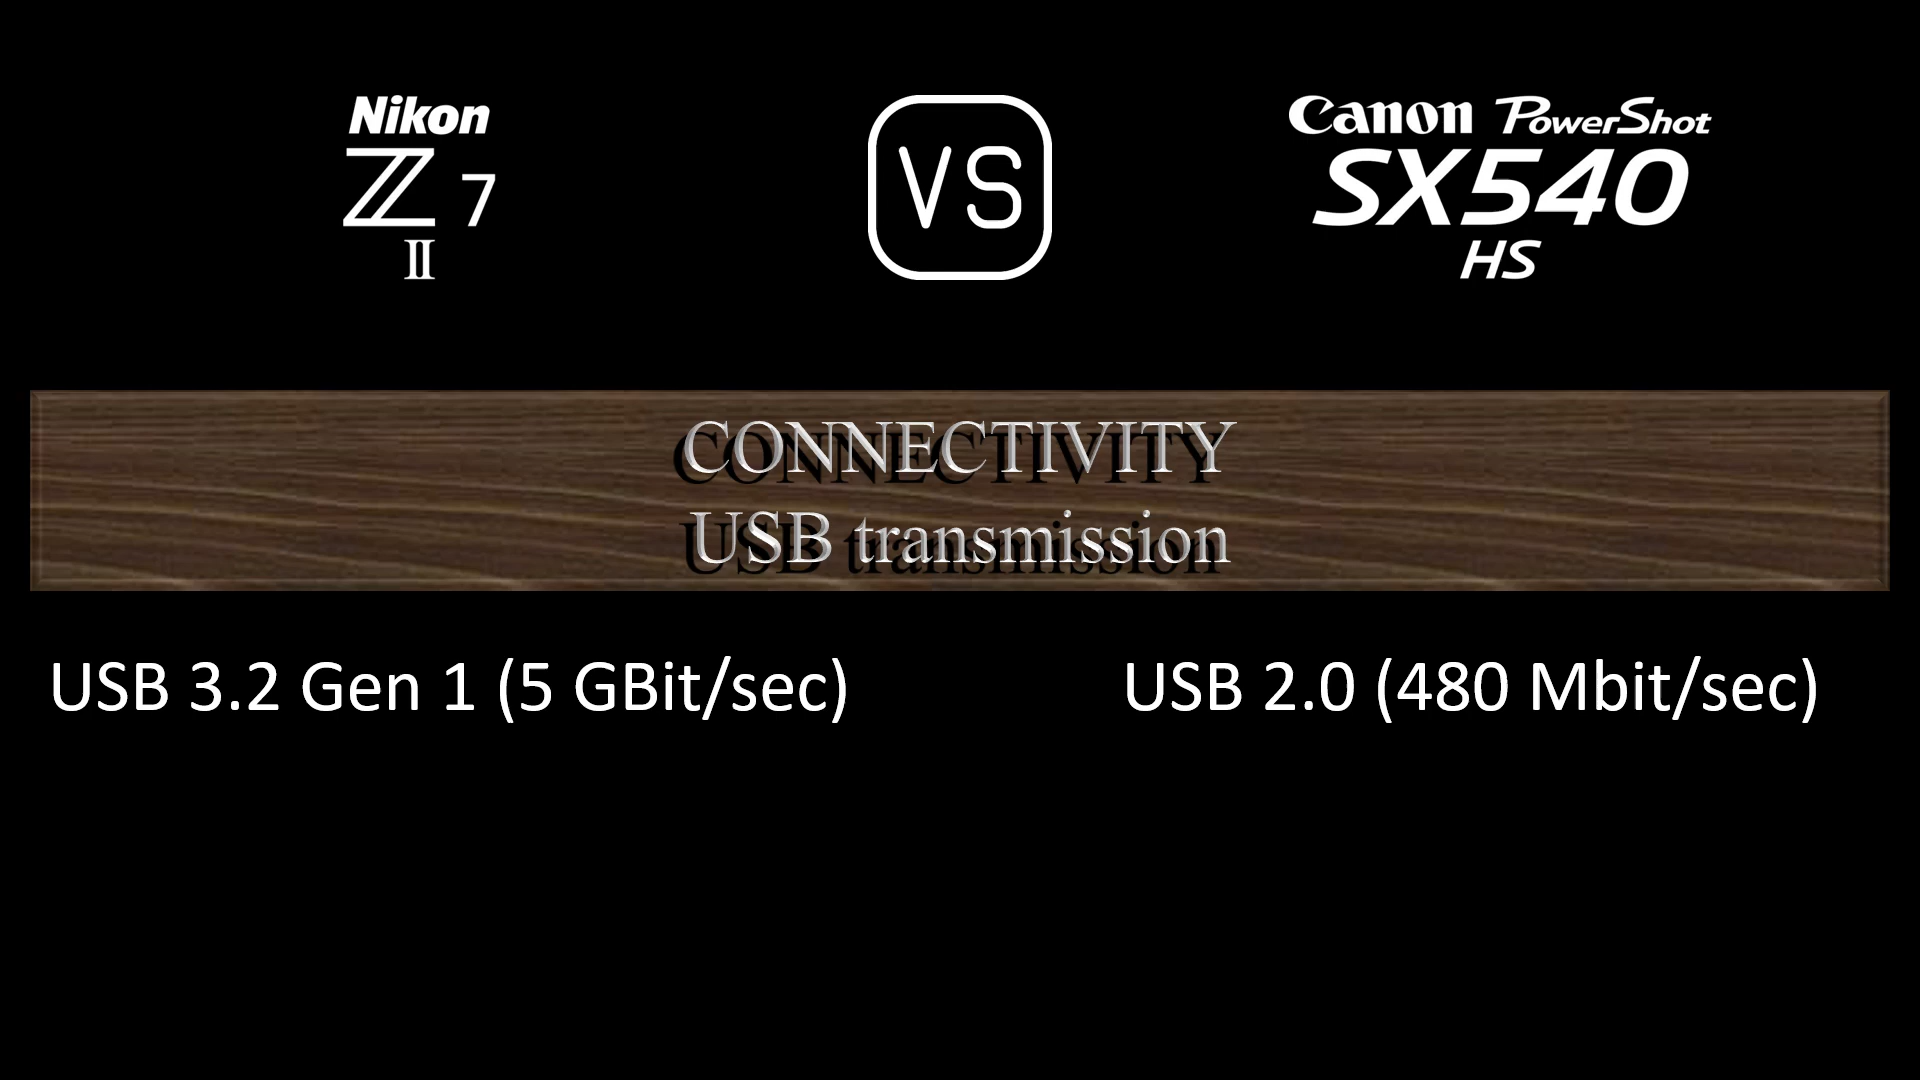 Nikon
Z 7
II
VS
Canon PowerShot
SX540
HS
CONNECTIVITY
USB transmission
USB 3.2 Gen 1 (5 GBit/sec)
USB 2.0 (480 Mbit/sec)